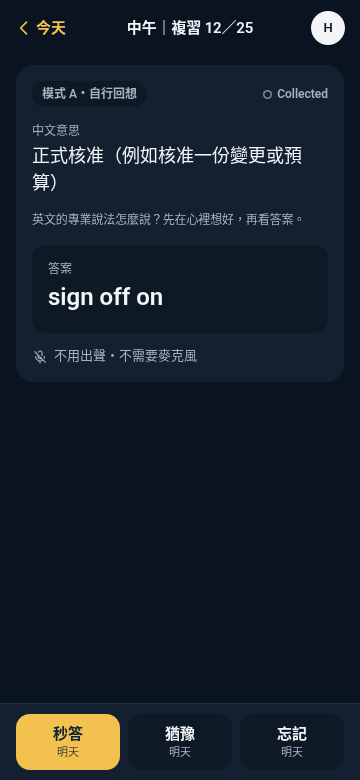 今天
中午｜複習 12／25
H
模式 A・自行回想
Collected
中文意思
正式核准（例如核准一份變更或預
算）
英文的專業說法怎麼說？先在心裡想好，再看答案。
答案
sign off on
不用出聲・不需要麥克風
秒答
明天
猶豫
明天
忘記
明天